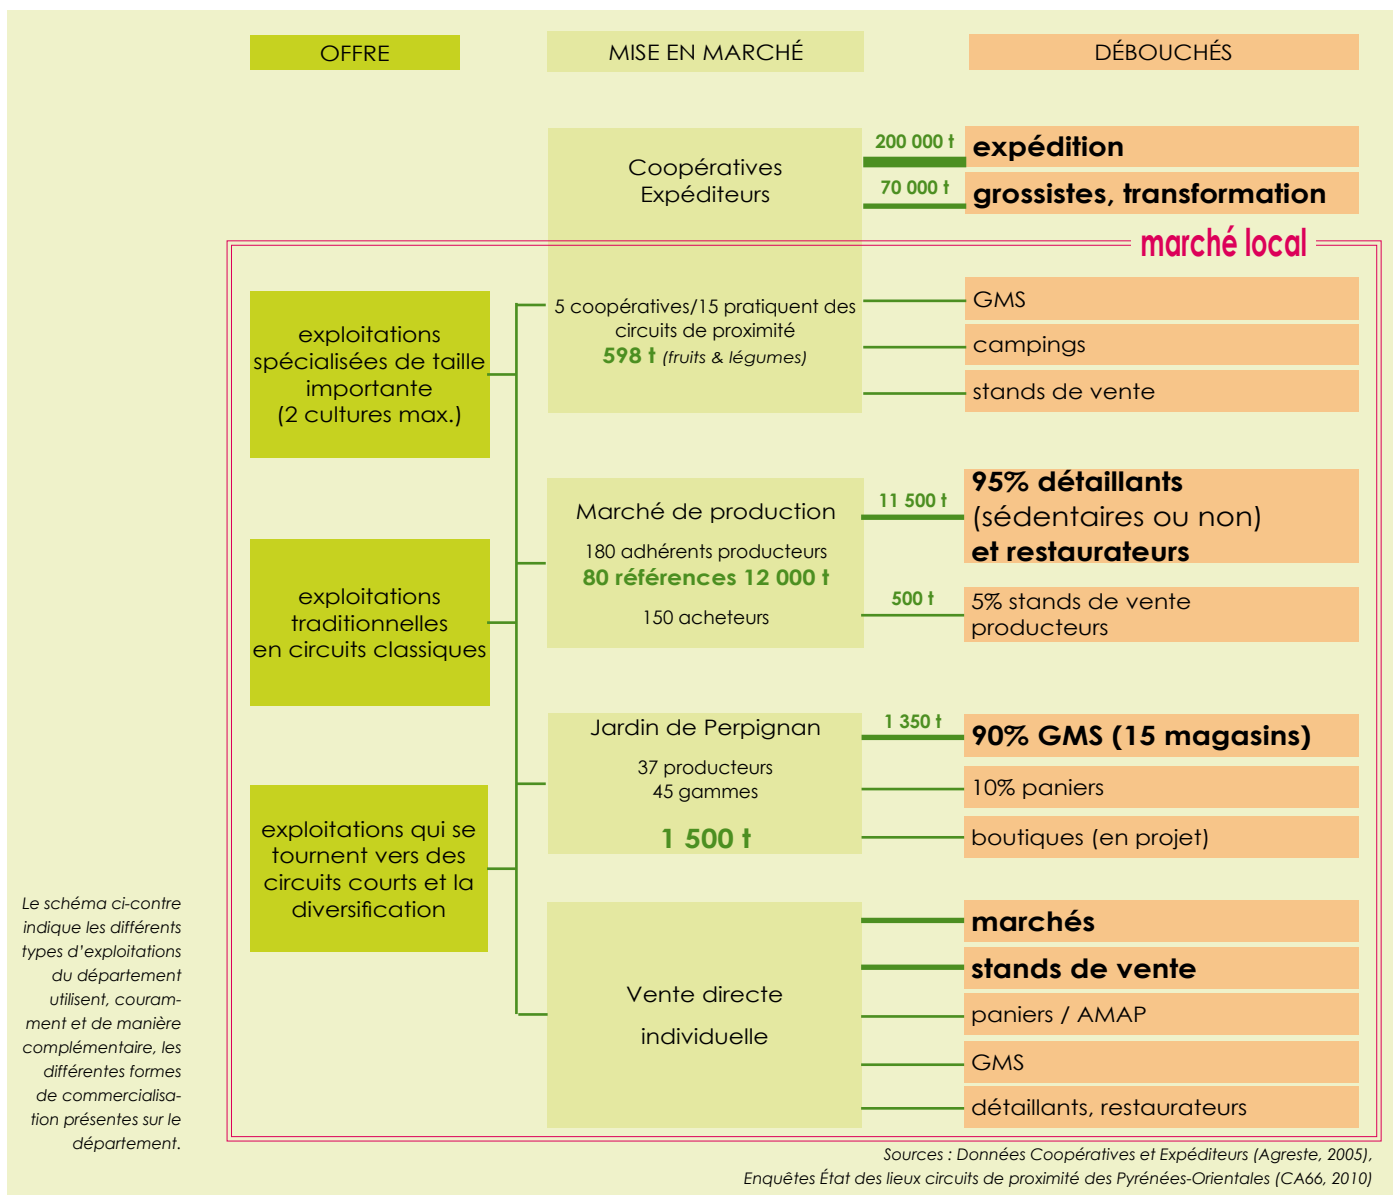 OFFRE
MISE EN MARCHÉ
DÉBOUCHÉS
Coopératives
Expéditeurs
200 000 t
expédition
70 000 t
grossistes, transformation
marché local
exploitations
spécialisées de taille
importante
(2 cultures max.)
5 coopératives/15 pratiquent des
circuits de proximité
598 t (fruits & légumes)
GMS
campings
stands de vente
exploitations
traditionnelles
en circuits classiques
Marché de production
180 adhérents producteurs
80 références 12 000 t
150 acheteurs
11 500 t
95% détaillants
(sédentaires ou non)
et restaurateurs
500 t
5% stands de vente
producteurs
Jardin de Perpignan
37 producteurs
45 gammes
1 500 t
1 350 t
90% GMS (15 magasins)
10% paniers
boutiques (en projet)
exploitations qui se
tournent vers des
circuits courts et la
diversification
Vente directe
individuelle
marchés
stands de vente
paniers / AMAP
GMS
détaillants, restaurateurs
Le schéma ci-contre
indique les différents
types d'exploitations
du département
utilisent, couram-
ment et de manière
complémentaire, les
différentes formes
de commercialisa-
tion présentes sur le
département.
Sources : Données Coopératives et Expéditeurs (Agreste, 2005),
Enquêtes État des lieux circuits de proximité des Pyrénées-Orientales (CA66, 2010)